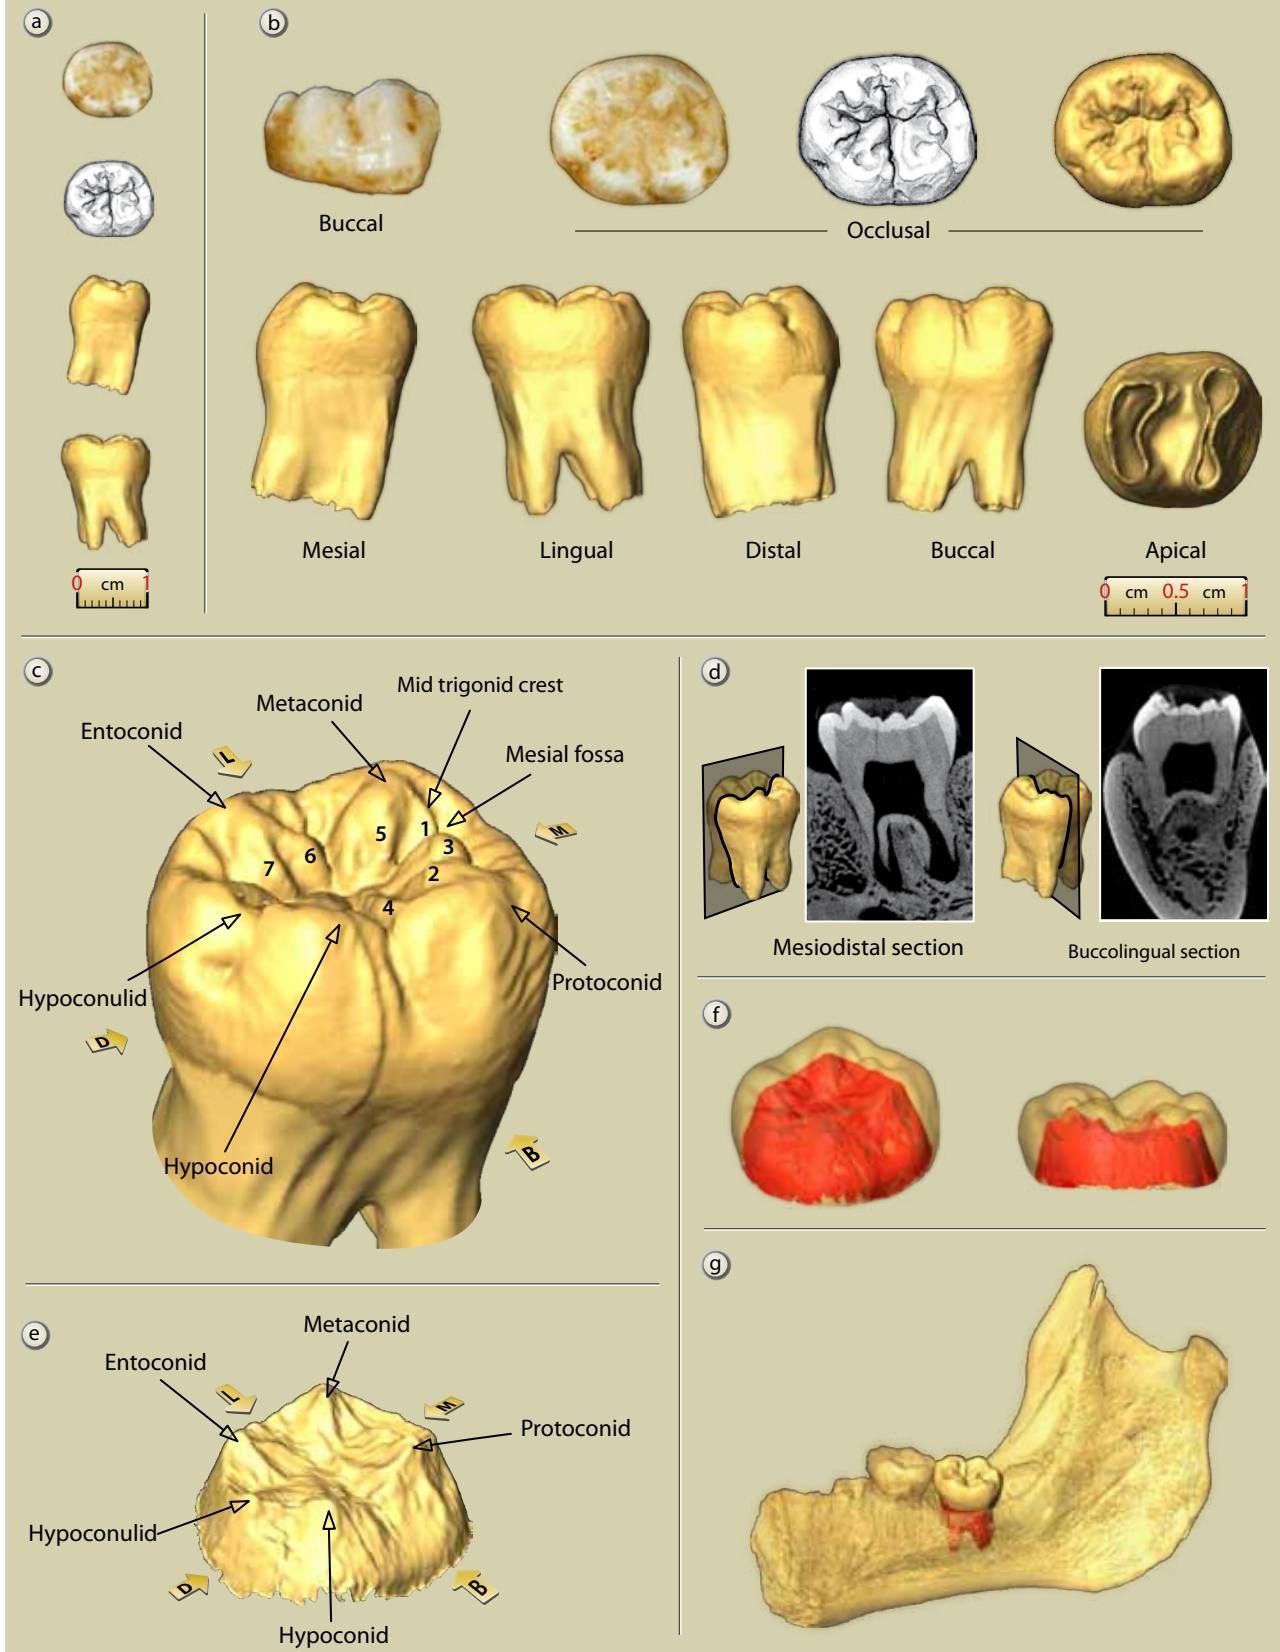 a
0 cm 1
b
Buccal
Occlusal
Mesial
Lingual
Distal
Buccal
Apical
0 cm 0.5 cm 1
c
Mid trigonid crest
Metaconid
Entoconid
Mesial fossa
L
M
5
1
3
6
7
2
4
Protoconid
Hypoconulid
D
B
Hypoconid
d
Mesiodistal section
Buccolingual section
e
Metaconid
Entoconid
L
M
Protoconid
Hypoconulid
D
B
Hypoconid
f
g